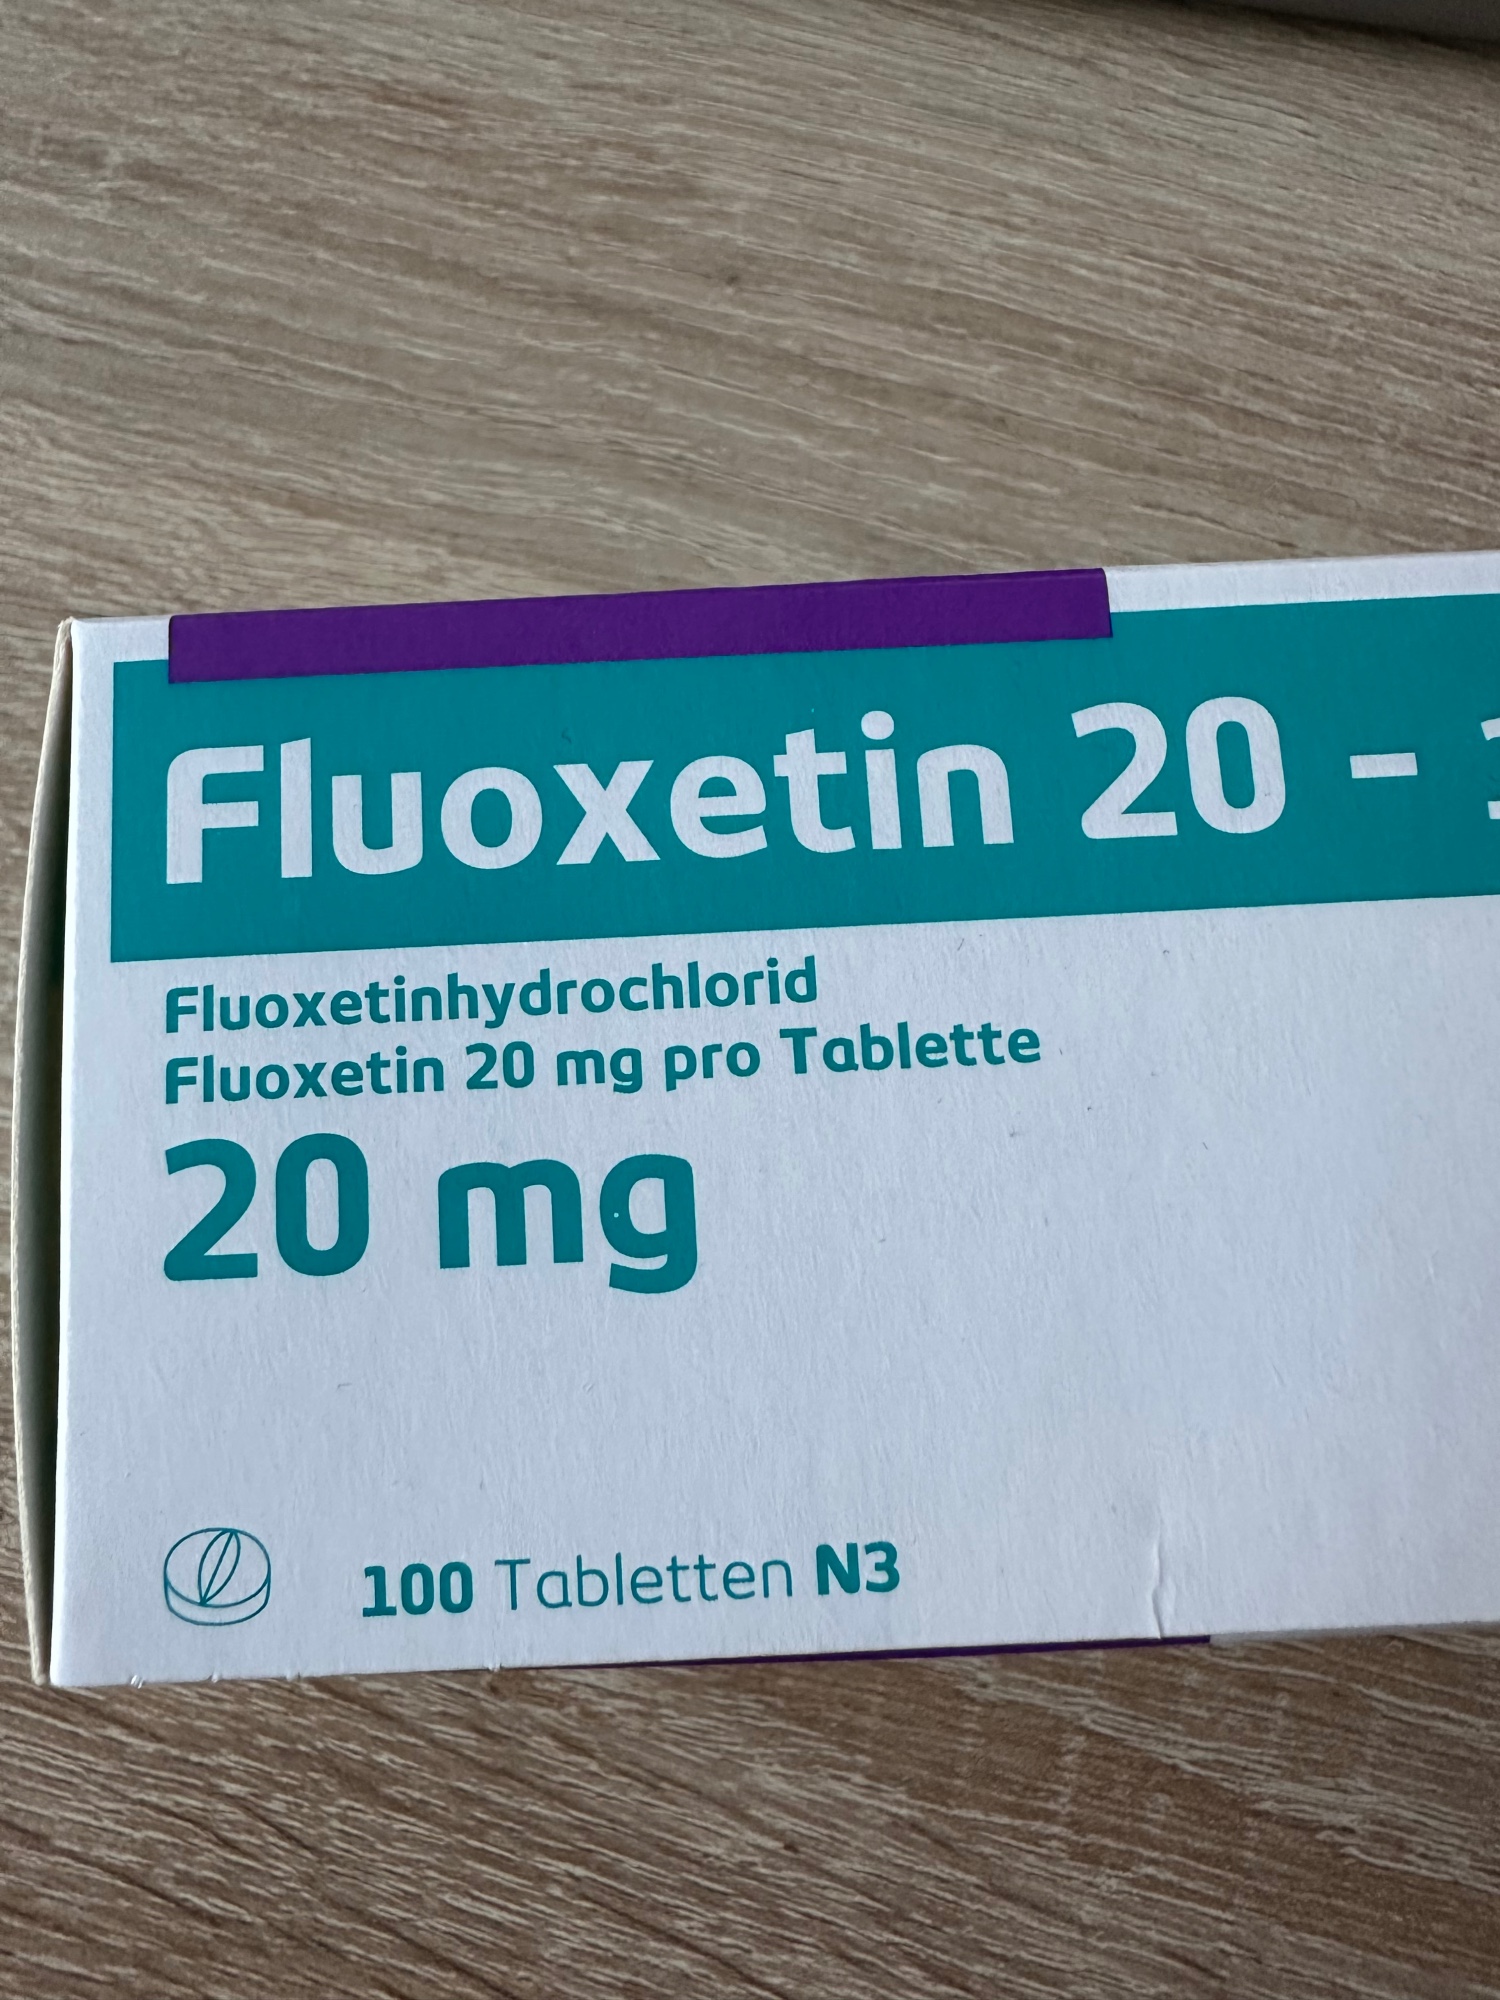 Fluoxetin 20 -
Fluoxetinhydrochlorid
Fluoxetin 20 mg pro Tablette
20 mg
100 Tabletten N3